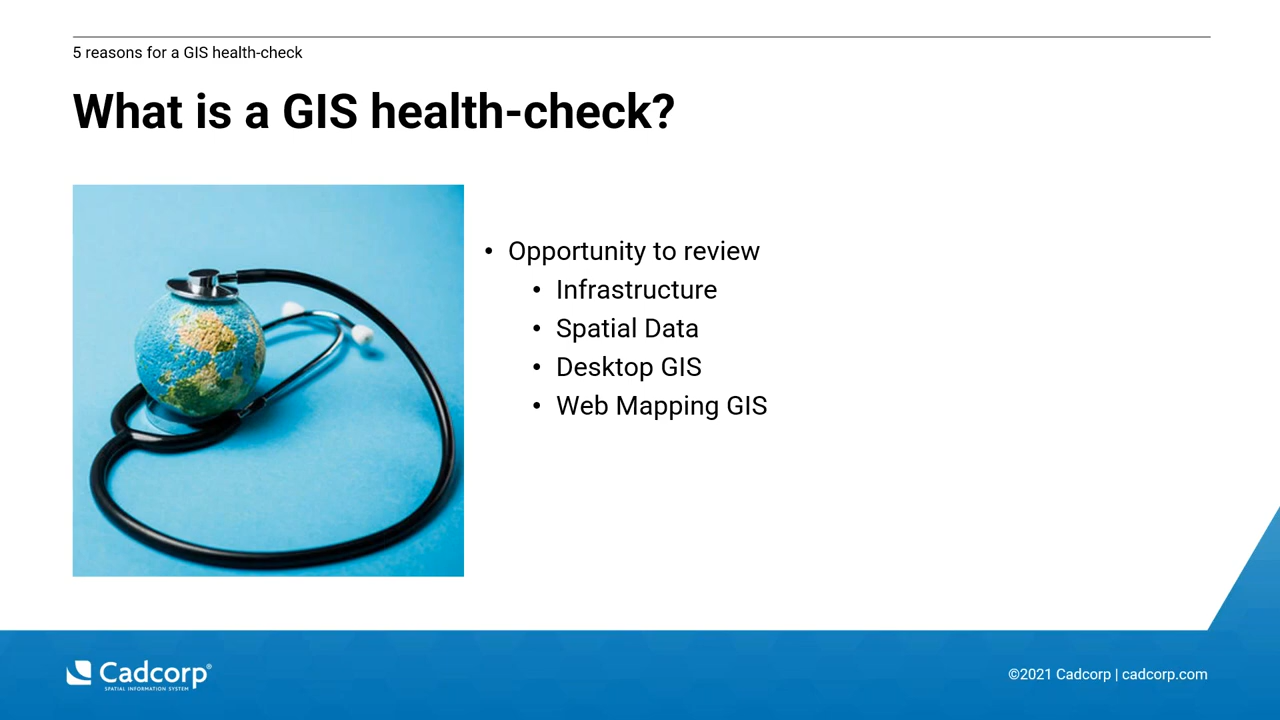 5 reasons for a GIS health-check
What is a GIS health-check?
• Opportunity to review
• Infrastructure
• Spatial Data
• Desktop GIS
• Web Mapping GIS
Cadcorp®
SPATIAL INFORMATION SYSTEM
©2021 Cadcorp | cadcorp.com